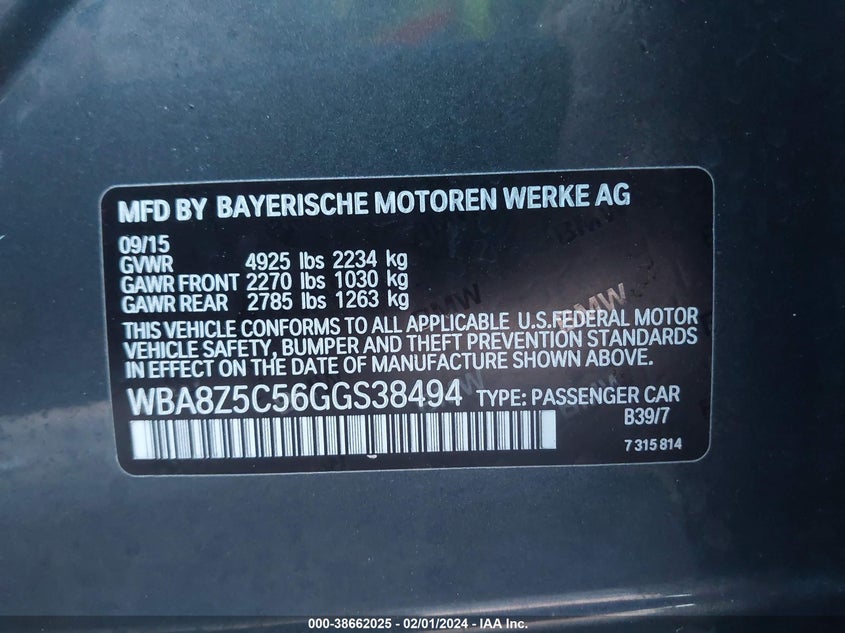 MFD BY BAYERISCHE MOTOREN WERKE AG
09/15
GVWR 4925 lbs 2234 kg
GAWR FRONT 2270 lbs 1030 kg
GAWR REAR 2785 lbs 1263 kg
THIS VEHICLE CONFORMS TO ALL APPLICABLE U.S.FEDERAL MOTOR
VEHICLE SAFETY, BUMPER AND THEFT PREVENTION STANDARDS
IN EFFECT ON THE DATE OF MANUFACTURE SHOWN ABOVE.
WBA8Z5C56GGS38494 TYPE: PASSENGER CAR
B39/7
7 315 814
BMW
BMW
BMW
000-38662025 - 02/01/2024 - IAA Inc.